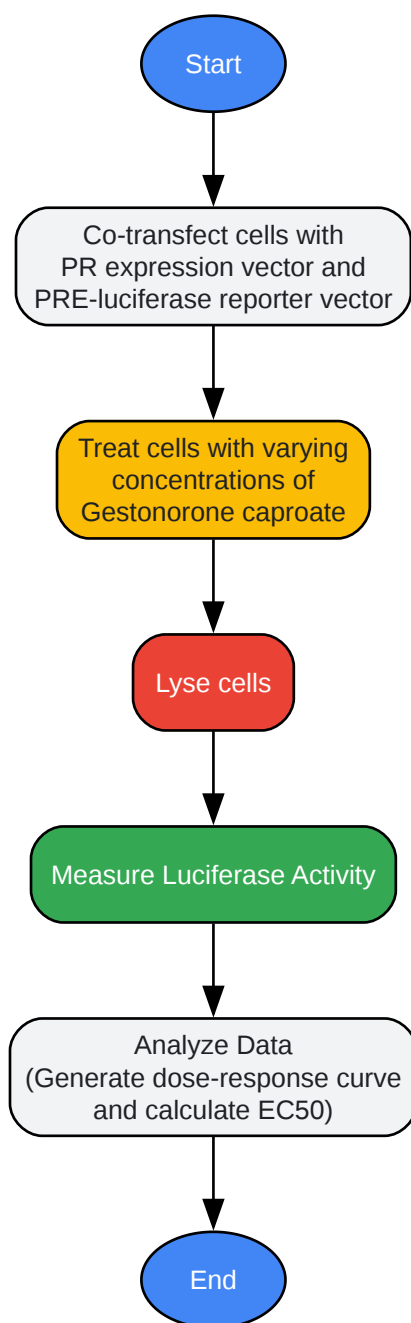 Start
Co-transfect cells with
PR expression vector and
PRE-luciferase reporter vector
Treat cells with varying
concentrations of
Gestonorone caproate
Lyse cells
Measure Luciferase Activity
Analyze Data
(Generate dose-response curve
and calculate EC50)
End